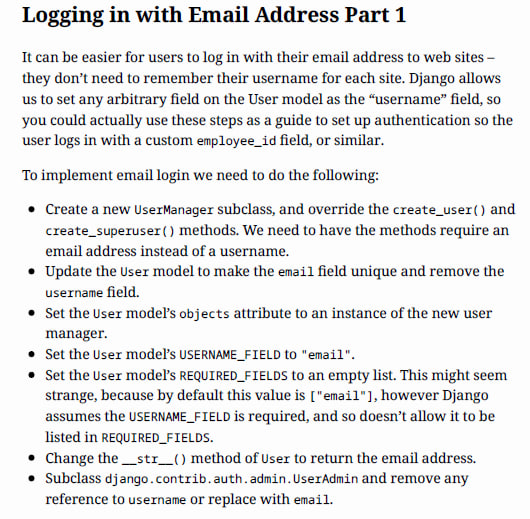 Logging in with Email Address Part 1
It can be easier for users to log in with their email address to web sites –
they don’t need to remember their username for each site. Django allows
us to set any arbitrary field on the User model as the “username” field, so
you could actually use these steps as a guide to set up authentication so the
user logs in with a custom employee_id field, or similar.
To implement email login we need to do the following:
• Create a new UserManager subclass, and override the create_user() and
create_superuser() methods. We need to have the methods require an
email address instead of a username.
• Update the User model to make the email field unique and remove the
username field.
• Set the User model’s objects attribute to an instance of the new user
manager.
• Set the User model’s USERNAME_FIELD to "email".
• Set the User model’s REQUIRED_FIELDS to an empty list. This might seem
strange, because by default this value is ["email"], however Django
assumes the USERNAME_FIELD is required, and so doesn’t allow it to be
listed in REQUIRED_FIELDS.
• Change the __str__() method of User to return the email address.
• Subclass django.contrib.auth.admin.UserAdmin and remove any
reference to username or replace with email.